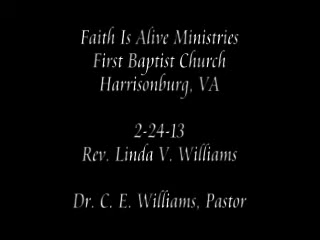 Faith Is Alive Ministries
First Baptist Church
Harrisonburg, VA
2-24-13
Rev. Linda V. Williams
Dr. C. E. Williams, Pastor